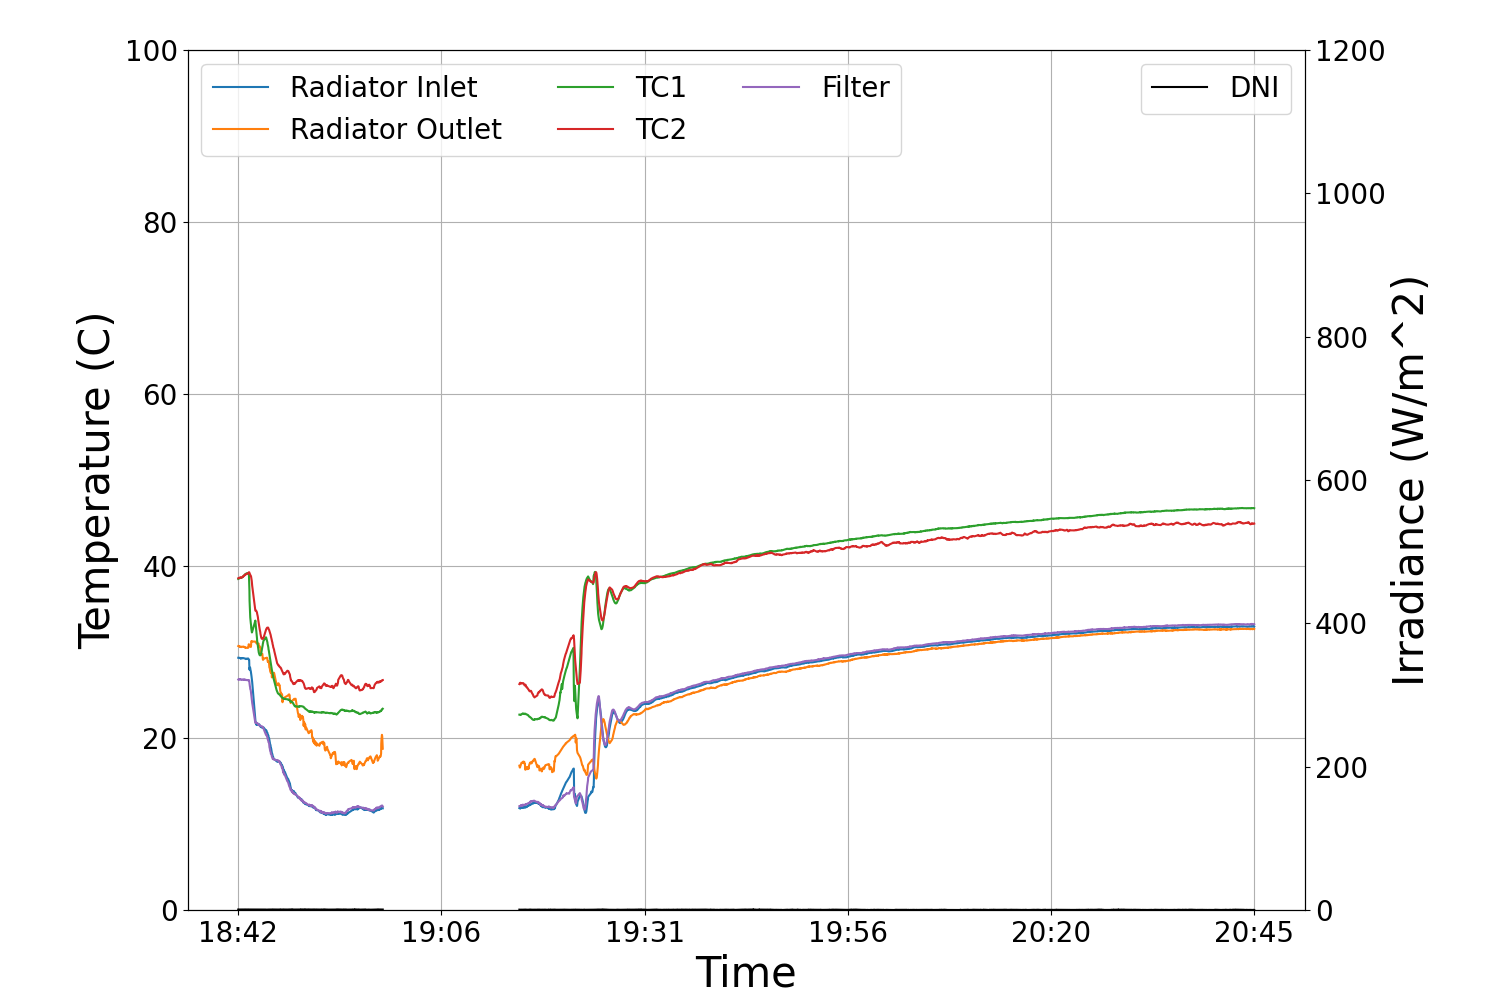 Radiator Inlet
Radiator Outlet
TC1
TC2
Filter
DNI
100
80
60
40
20
0
Temperature (C)
1200
1000
800
600
400
200
0
Irradiance (W/m^2)
18:42 19:06 19:31 19:56 20:20 20:45
Time